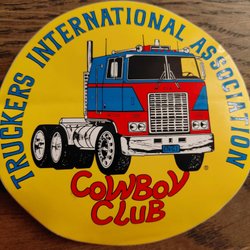 TRUCKERS INTERNATIONAL ASSOCIATION
COWBOY
CLUB
®